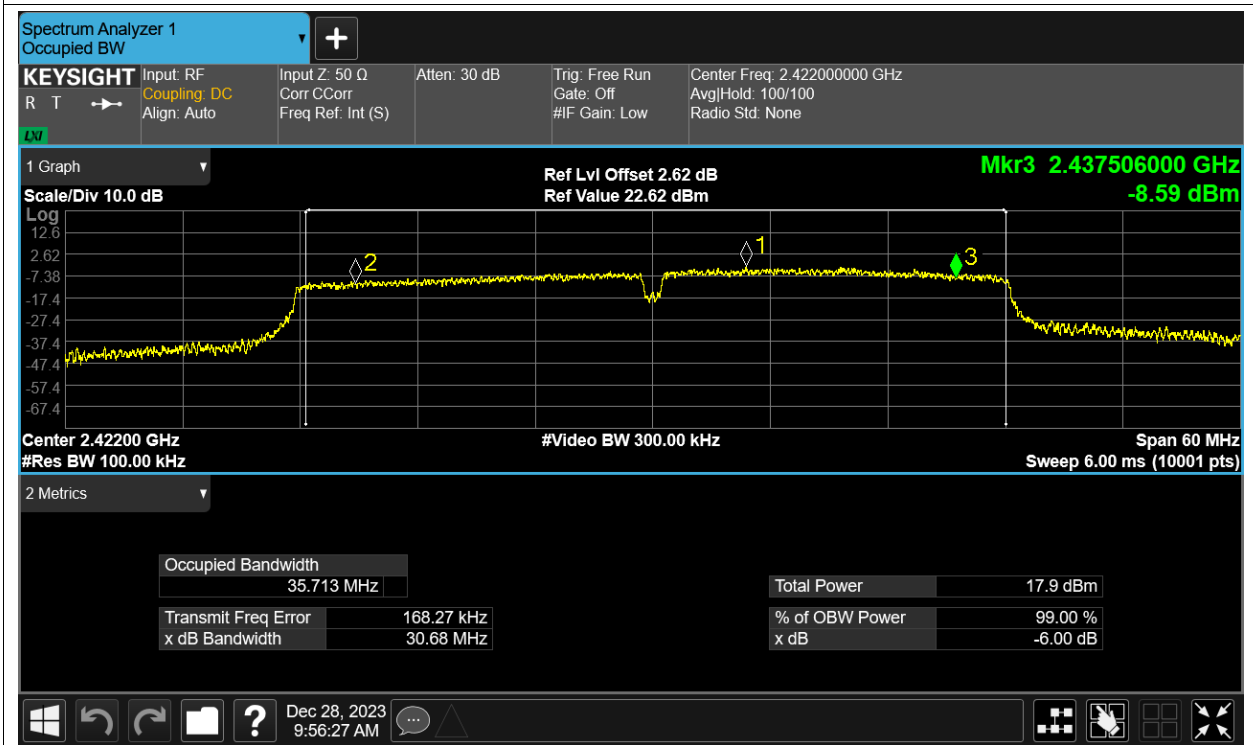 Spectrum Analyzer 1
Occupied BW
+
KEYSIGHT
R T
LXI
Input: RF
Coupling: DC
Align: Auto
Input Z: 50 Ω
Corr CCorr
Freq Ref: Int (S)
Atten: 30 dB
Trig: Free Run
Gate: Off
#IF Gain: Low
Center Freq: 2.422000000 GHz
Avg|Hold: 100/100
Radio Std: None
1 Graph
Scale/Div 10.0 dB
Ref Lvl Offset 2.62 dB
Ref Value 22.62 dBm
Mkr3 2.437506000 GHz
-8.59 dBm
Log
12.6
2.62
-7.38
-17.4
-27.4
-37.4
-47.4
-57.4
-67.4
2
1
3
Center 2.42200 GHz
#Res BW 100.00 kHz
#Video BW 300.00 kHz
Span 60 MHz
Sweep 6.00 ms (10001 pts)
2 Metrics
Occupied Bandwidth
35.713 MHz
Transmit Freq Error 168.27 kHz
x dB Bandwidth 30.68 MHz
Total Power 17.9 dBm
% of OBW Power 99.00 %
x dB -6.00 dB
?
Dec 28, 2023
9:56:27 AM